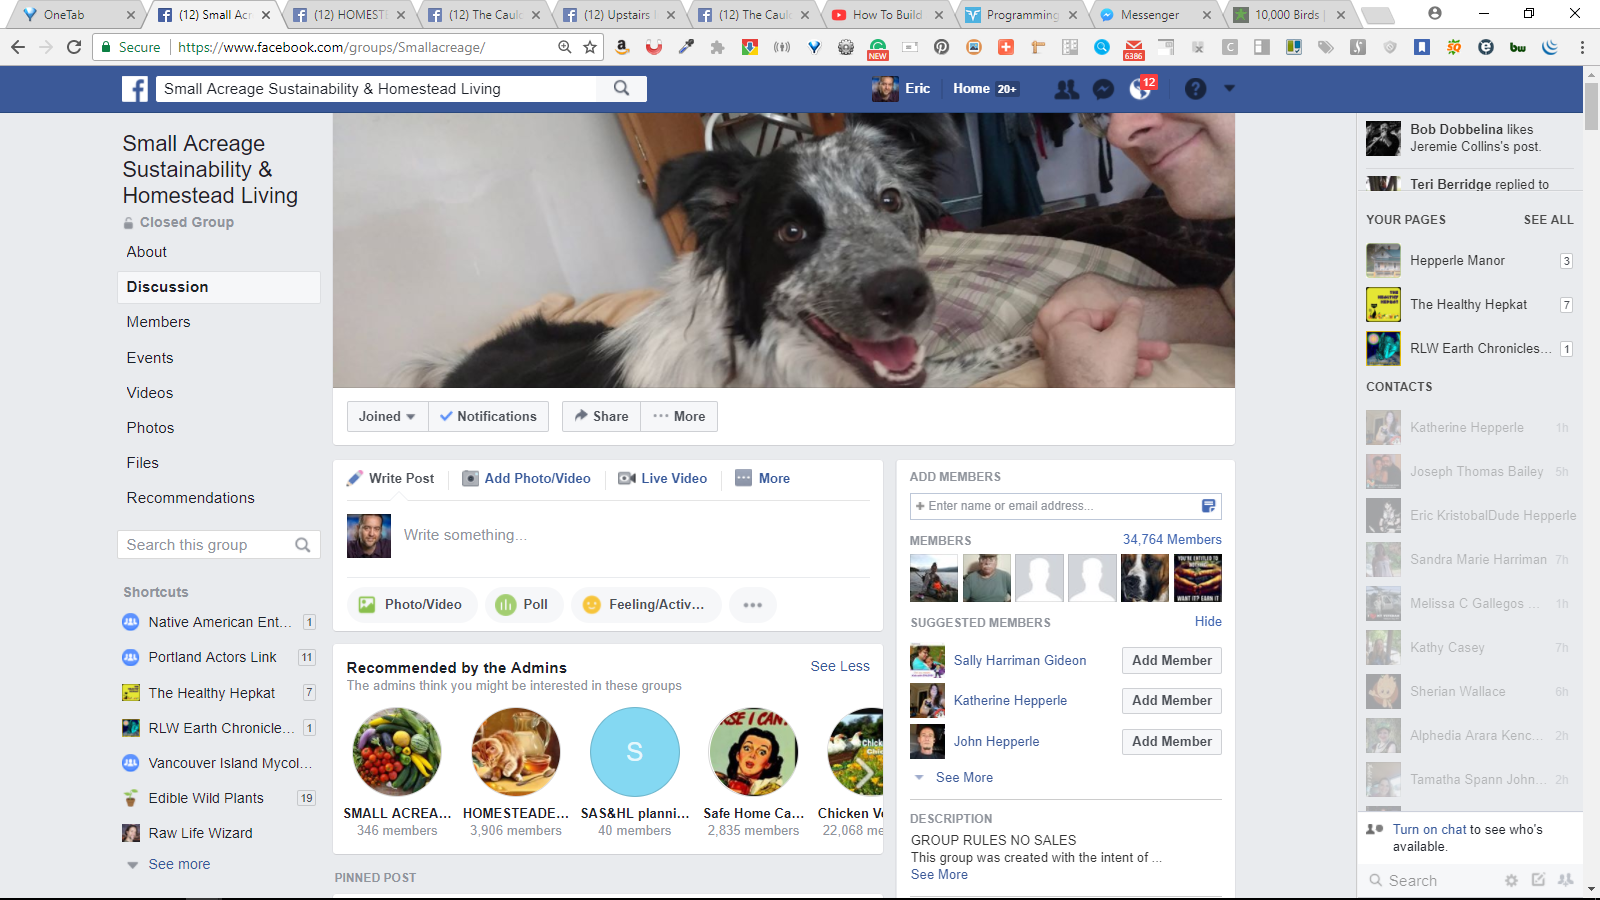 OneTab
(12) Small Acr
(12) HOMEST
(12) The Caul
(12) Upstairs
(12) The Caul
How To Build
Programming
Messenger
10,000 Birds
Secure
https://www.facebook.com/groups/Smallacreage/
NEW
6386
Small Acreage Sustainability & Homestead Living
Eric
Home 20+
12
Small Acreage
Sustainability &
Homestead Living
Closed Group
About
Discussion
Members
Events
Videos
Photos
Files
Recommendations
Search this group
Shortcuts
Native American Ent... 1
Portland Actors Link 11
The Healthy Hepkat 7
RLW Earth Chronicle... 1
Vancouver Island Mycol...
Edible Wild Plants 19
Raw Life Wizard
See more
Joined
Notifications
Share
More
Write Post
Add Photo/Video
Live Video
More
Write something...
Photo/Video
Poll
Feeling/Activ...
Recommended by the Admins
See Less
The admins think you might be interested in these groups
S
SMALL ACREA...
346 members
HOMESTEADE...
3,906 members
SAS&HL planni...
40 members
Safe Home Ca...
2,835 members
Chicken V
22,068 me
PINNED POST
ADD MEMBERS
+ Enter name or email address...
MEMBERS
34,764 Members
WANT IT? EARN IT
SUGGESTED MEMBERS
Hide
Sally Harriman Gideon
Add Member
Katherine Hepperle
Add Member
John Hepperle
Add Member
See More
DESCRIPTION
GROUP RULES NO SALES
This group was created with the intent of ...
See More
Bob Dobbelina likes
Jeremie Collins's post.
Teri Berridge replied to
YOUR PAGES
SEE ALL
Hepperle Manor 3
The Healthy Hepkat 7
RLW Earth Chronicles... 1
CONTACTS
Katherine Hepperle 1h
Joseph Thomas Bailey 5h
Eric KristobalDude Hepperle
Sandra Marie Harriman 7h
Melissa C Gallegos ... 1h
Kathy Casey 7h
Sherian Wallace 6h
Alphedia Arara Kenc... 2h
Tamatha Spann John... 2h
Turn on chat to see who's
available.
Search